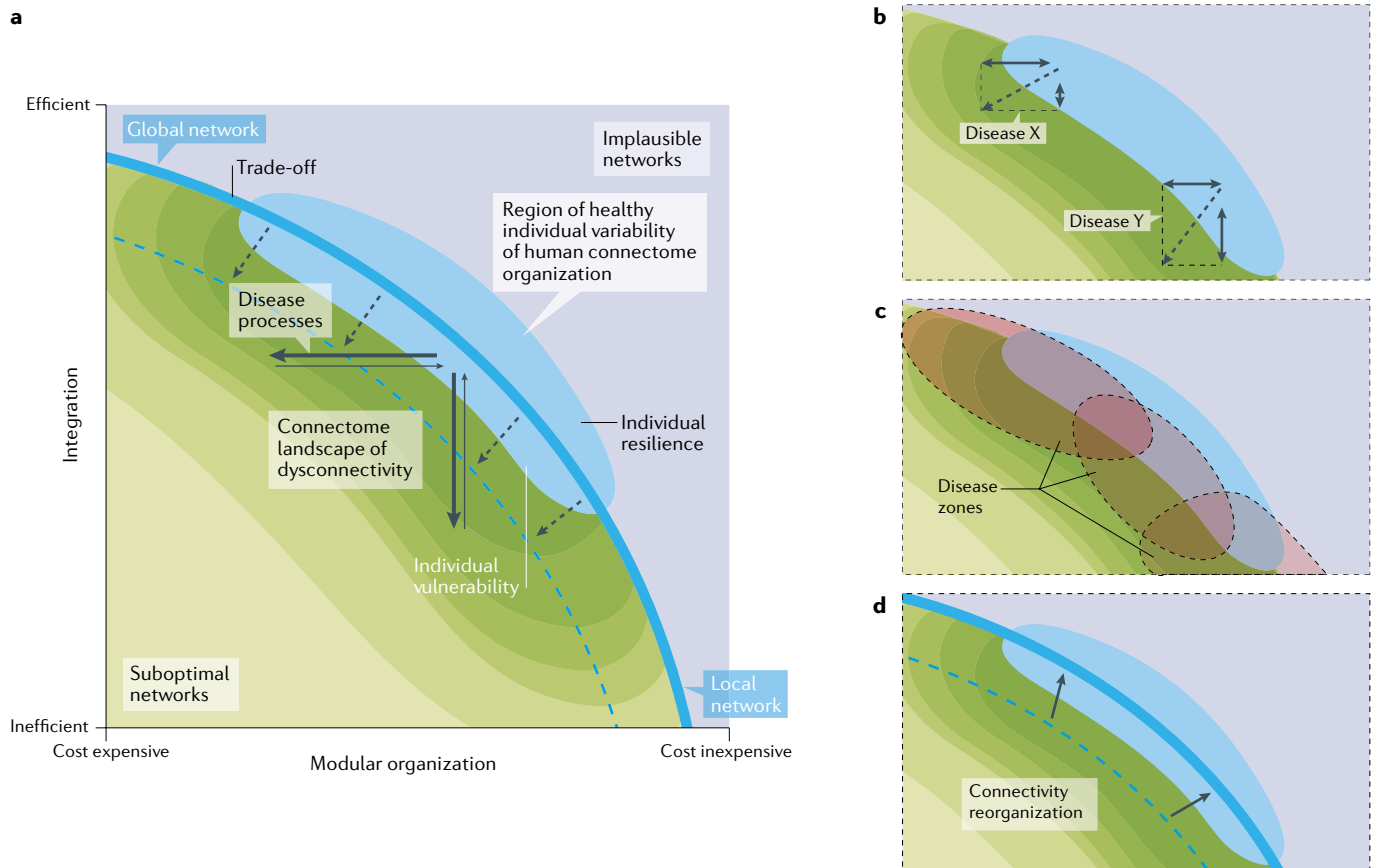 a
Efficient
Global network
Trade-off
Implausible
networks
Region of healthy
individual variability
of human connectome
organization
Disease
processes
Integration
Connectome
landscape of
dysconnectivity
Individual
resilience
Individual
vulnerability
Suboptimal
networks
Local
network
Inefficient
Cost expensive
Modular organization
Cost inexpensive
b
Disease X
Disease Y
c
Disease
zones
d
Connectivity
reorganization